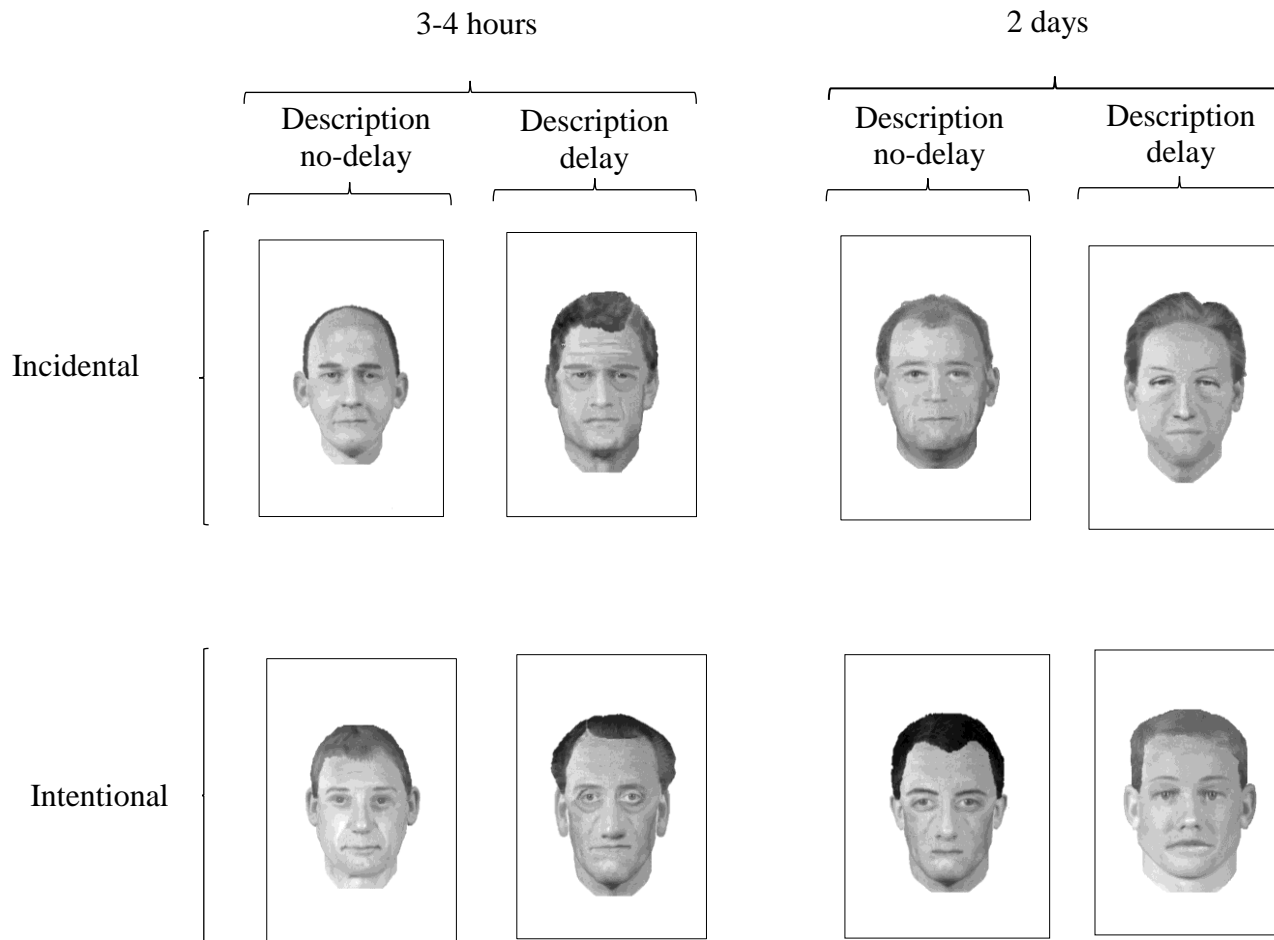 3-4 hours
2 days
Description
no-delay
Description
delay
Description
no-delay
Description
delay
Incidental
Intentional